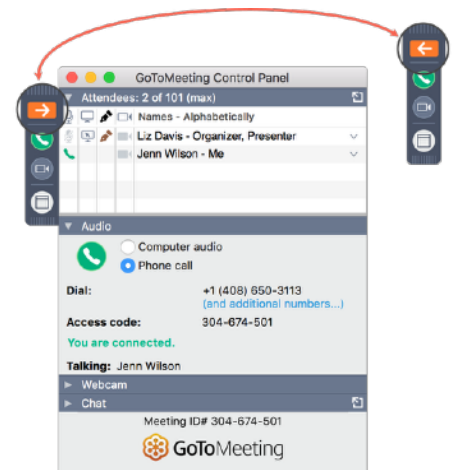 GoToMeeting Control Panel
Attendees: 2 of 101 (max)
Names - Alphabetically
Liz Davis - Organizer, Presenter
Jenn Wilson - Me
Audio
Computer audio
Phone call
Dial: +1 (408) 650-3113
(and additional numbers...)
Access code: 304-674-501
You are connected.
Talking: Jenn Wilson
Webcam
Chat
Meeting ID# 304-674-501
GoToMeeting